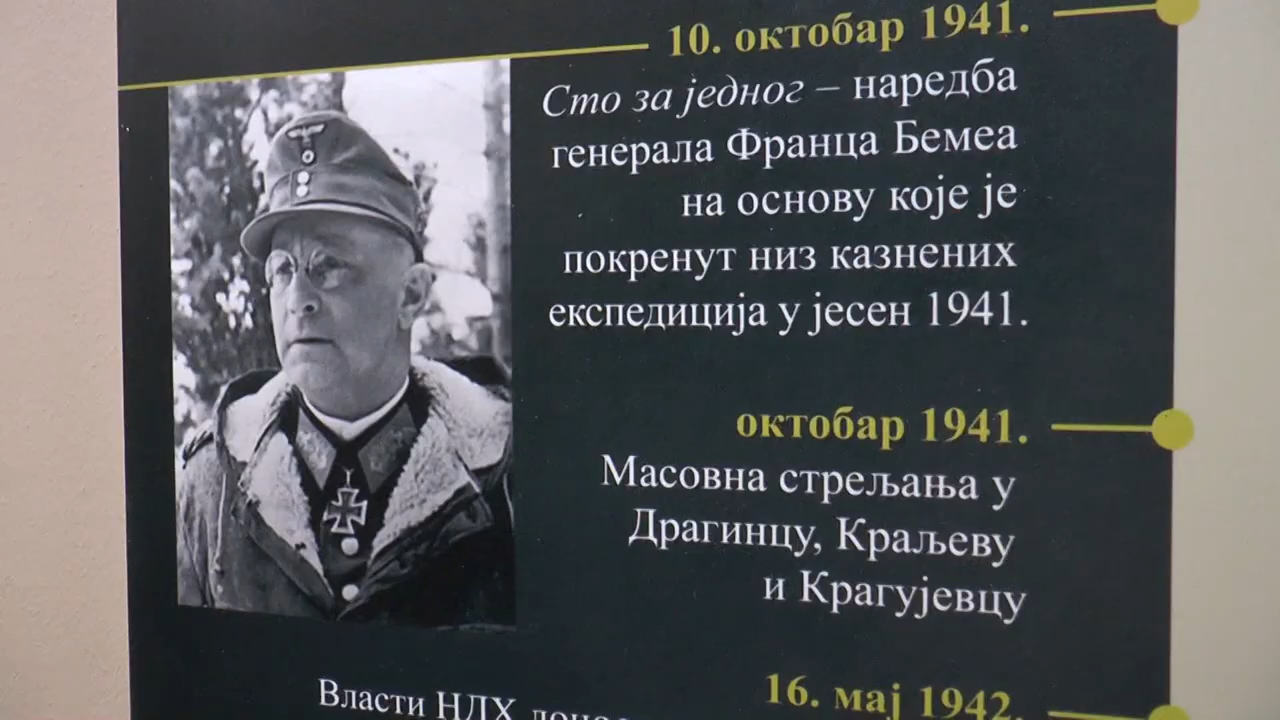 10. октобар 1941.
Сто за једног – наредба
генерала Франца Бемеа
на основу које је
покренут низ казнених
експедиција у јесен 1941.
октобар 1941.
Масовна стрељања у
Драгинцу, Краљеву
и Крагујевцу
16. мај 1942.
Власти НДХ